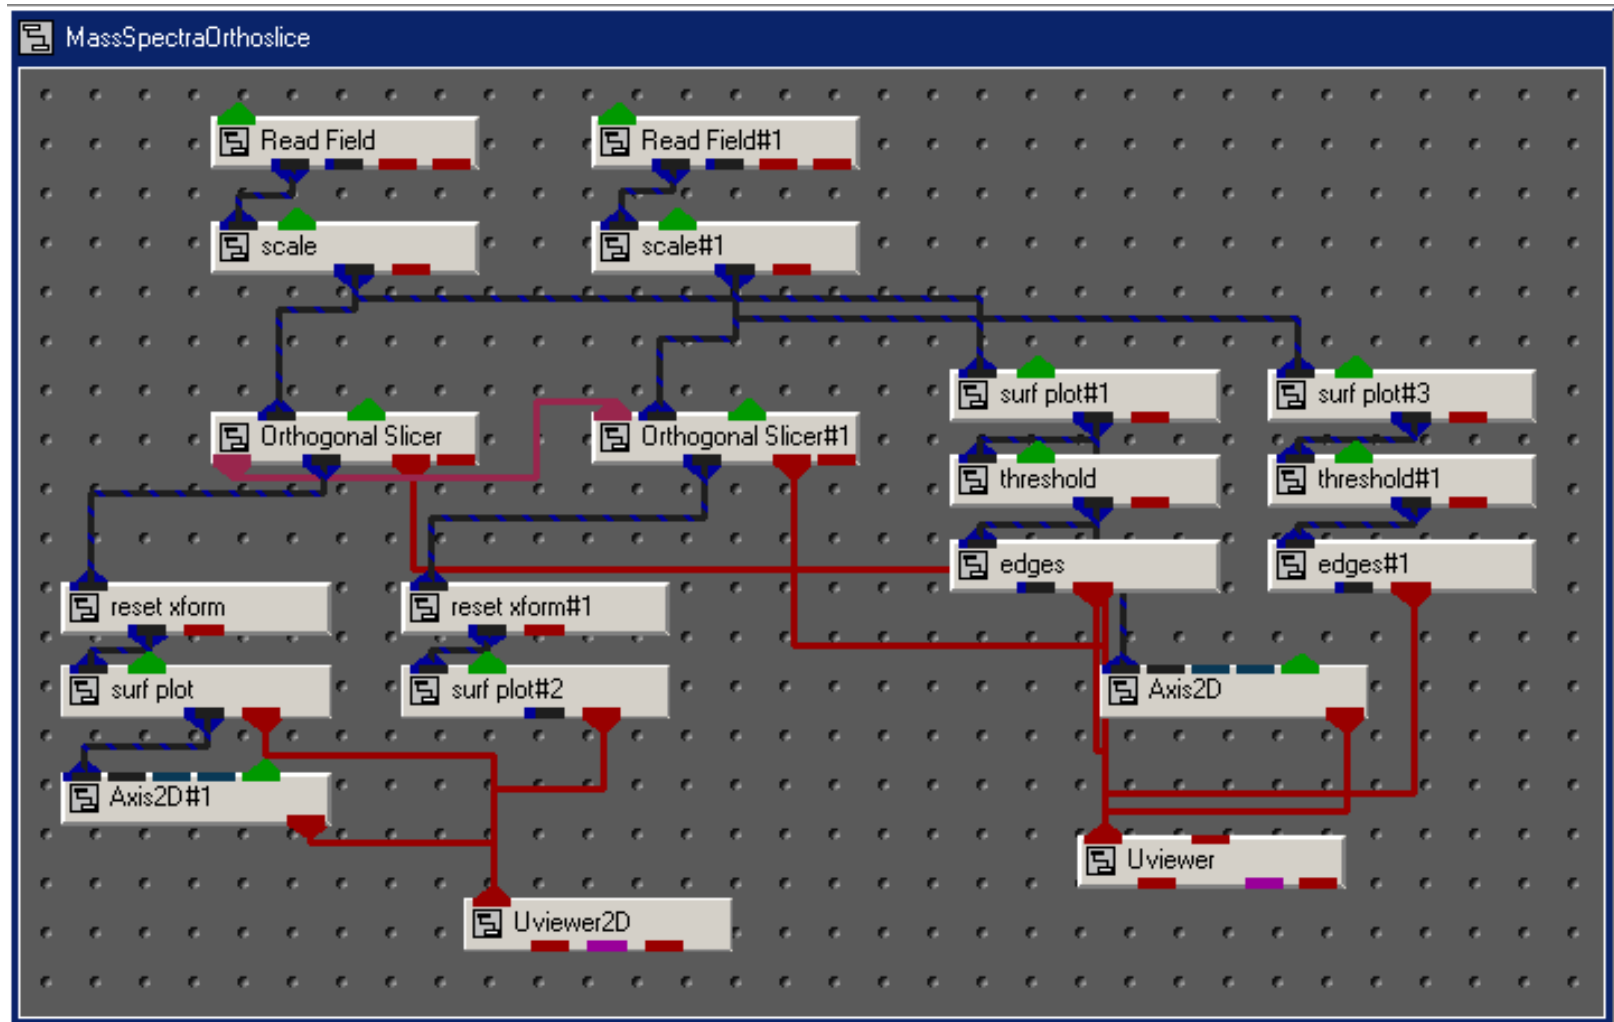 MassSpectraOrthoslice
Read Field
Read Field#1
scale
scale#1
surf plot#1
surf plot#3
Orthogonal Slicer
Orthogonal Slicer#1
threshold
threshold#1
edges
edges#1
reset xform
reset xform#1
surf plot
surf plot#2
Axis2D
Axis2D#1
Uviewer
Uviewer2D